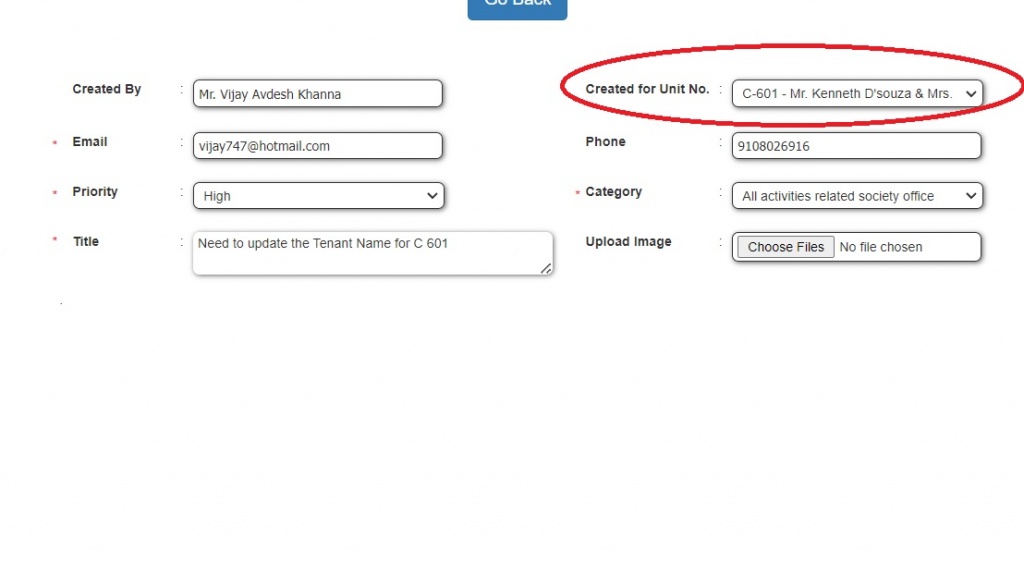 Go Back
Created By : Mr. Vijay Avdesh Khanna Created for Unit No. : C-601 - Mr. Kenneth D'souza & Mrs.
* Email : vijay747@hotmail.com Phone : 9108026916
* Priority : High * Category : All activities related society office
* Title : Need to update the Tenant Name for C 601 Upload Image : Choose Files No file chosen
.